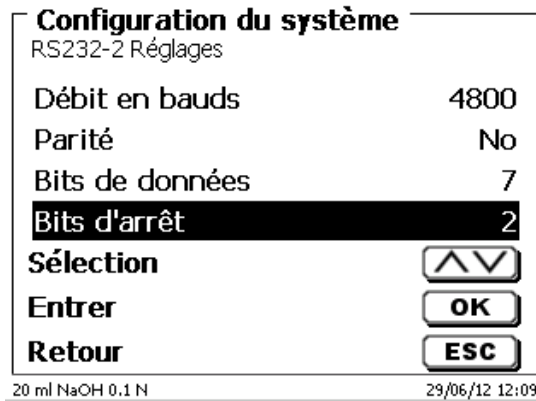 Configuration du système
RS232-2 Réglages
Débit en bauds 4800
Parité No
Bits de données 7
Bits d'arrêt 2
Sélection
Entrer OK
Retour ESC
20 ml NaOH 0.1 N 29/06/12 12:09